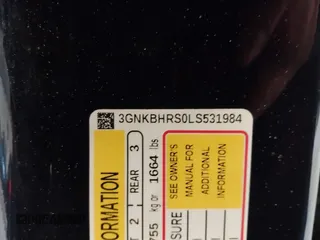 3GNKBHRS0LS531984
ORMATION
2 REAR 3
755 kg or 1664 lbs
SURE
SEE OWNER'S
MANUAL FOR
ADDITIONAL
INFORMATION